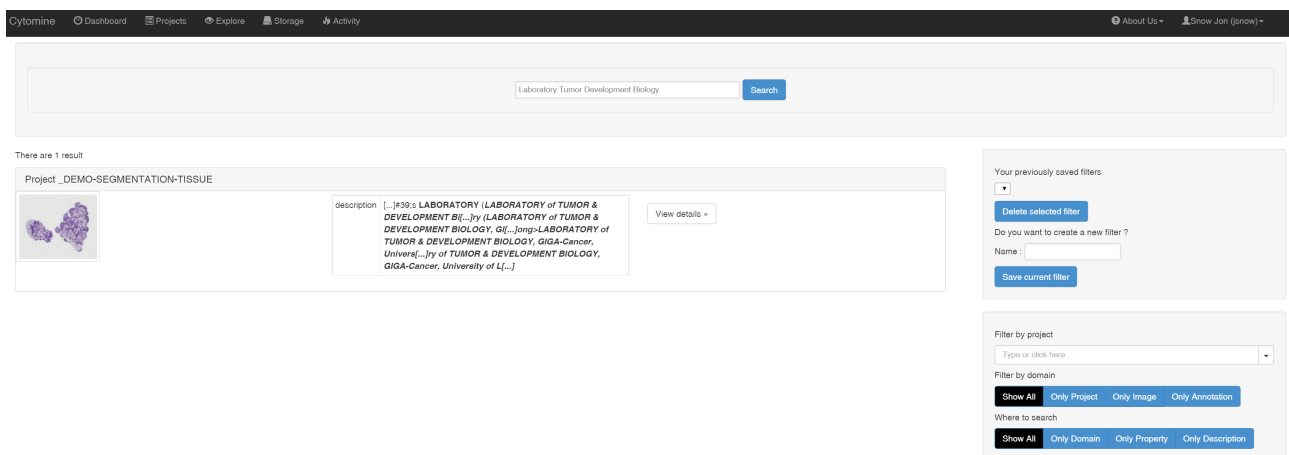 Cytomine Dashboard Projects Explore Storage Activity About Us Snow Jon (jsnow)
Laboratory Tumor Development Biology Search
There are 1 result
Project _DEMO-SEGMENTATION-TISSUE
description [...]#39;s LABORATORY (LABORATORY of TUMOR &
DEVELOPMENT Bi[...]ry (LABORATORY of TUMOR &
DEVELOPMENT BIOLOGY, GI[...]ong>LABORATORY of
TUMOR & DEVELOPMENT BIOLOGY, GIGA-Cancer,
Univers[...]ry of TUMOR & DEVELOPMENT BIOLOGY,
GIGA-Cancer, University of L[...]
View details »
Your previously saved filters
Delete selected filter
Do you want to create a new filter ?
Name :
Save current filter
Filter by project
Type or click here
Filter by domain
Show All Only Project Only Image Only Annotation
Where to search
Show All Only Domain Only Property Only Description